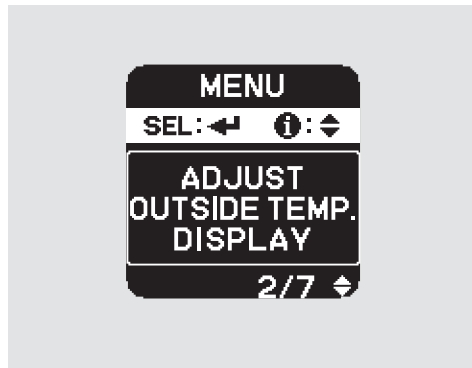 MENU
SEL:↵ ℹ:◆
ADJUST
OUTSIDE TEMP.
DISPLAY
2/7 ◆